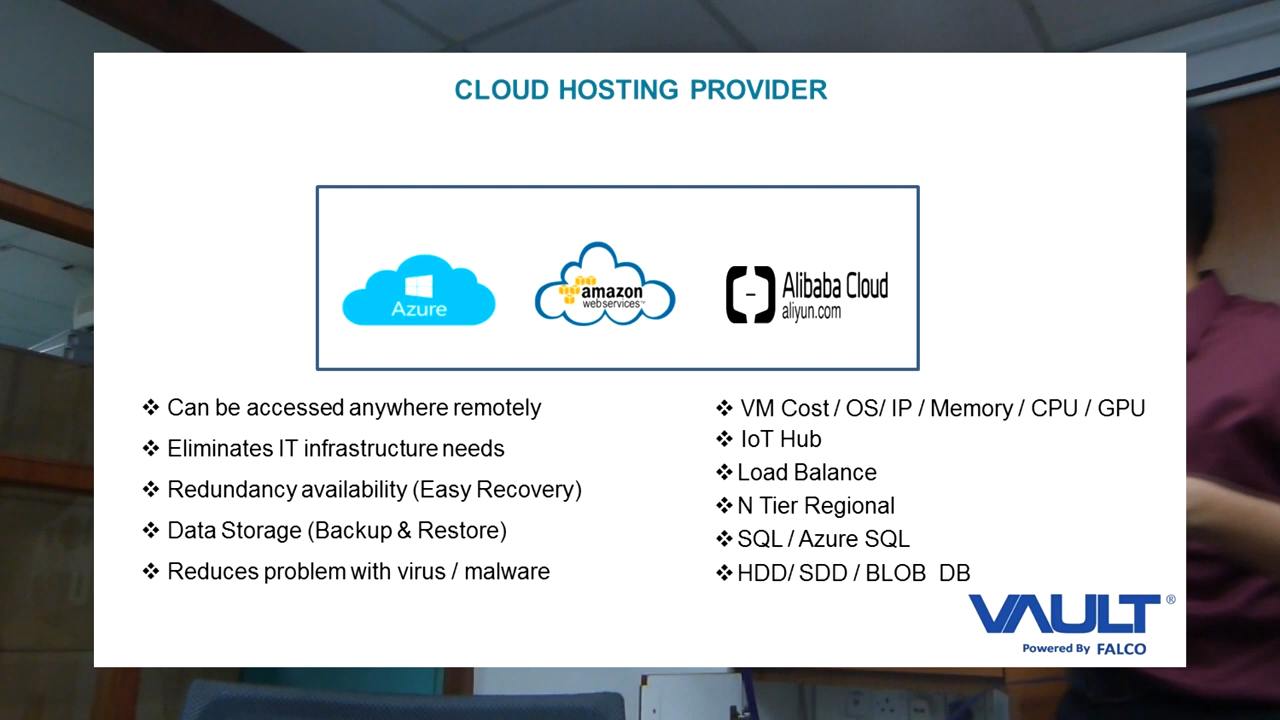 CLOUD HOSTING PROVIDER
Azure
amazon
webservices™
Alibaba Cloud
aliyun.com
❖ Can be accessed anywhere remotely
❖ Eliminates IT infrastructure needs
❖ Redundancy availability (Easy Recovery)
❖ Data Storage (Backup & Restore)
❖ Reduces problem with virus / malware
❖ VM Cost / OS/ IP / Memory / CPU / GPU
❖ IoT Hub
❖ Load Balance
❖ N Tier Regional
❖ SQL / Azure SQL
❖ HDD/ SDD / BLOB DB
VAULT®
Powered By FALCO